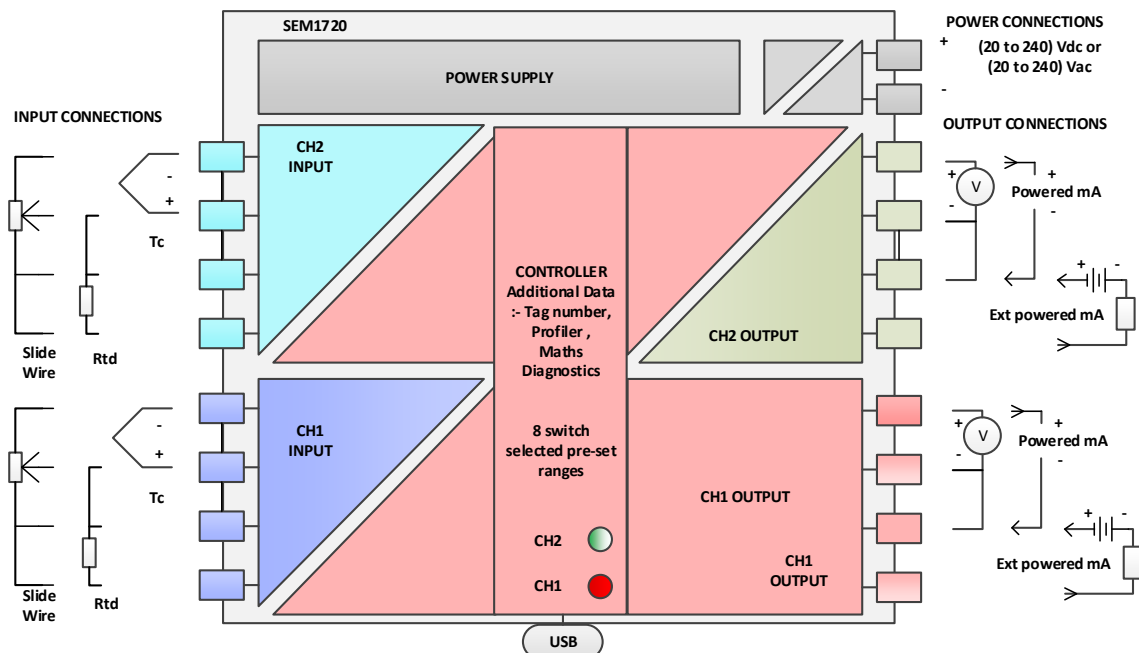 SEM1720
POWER CONNECTIONS
+ (20 to 240) Vdc or
(20 to 240) Vac
-
POWER SUPPLY
INPUT CONNECTIONS
OUTPUT CONNECTIONS
CH2
INPUT
-
+
Tc
Slide
Wire
Rtd
CONTROLLER
Additional Data
:- Tag number,
Profiler ,
Maths
Diagnostics
8 switch
selected pre-set
ranges
CH2
CH1
CH2 OUTPUT
+
V
-
+
Powered mA
-
+ -
Ext powered mA
CH1
INPUT
-
+
Tc
Slide
Wire
Rtd
CH1 OUTPUT
CH1
OUTPUT
+
V
-
+
Powered mA
-
+ -
Ext powered mA
USB